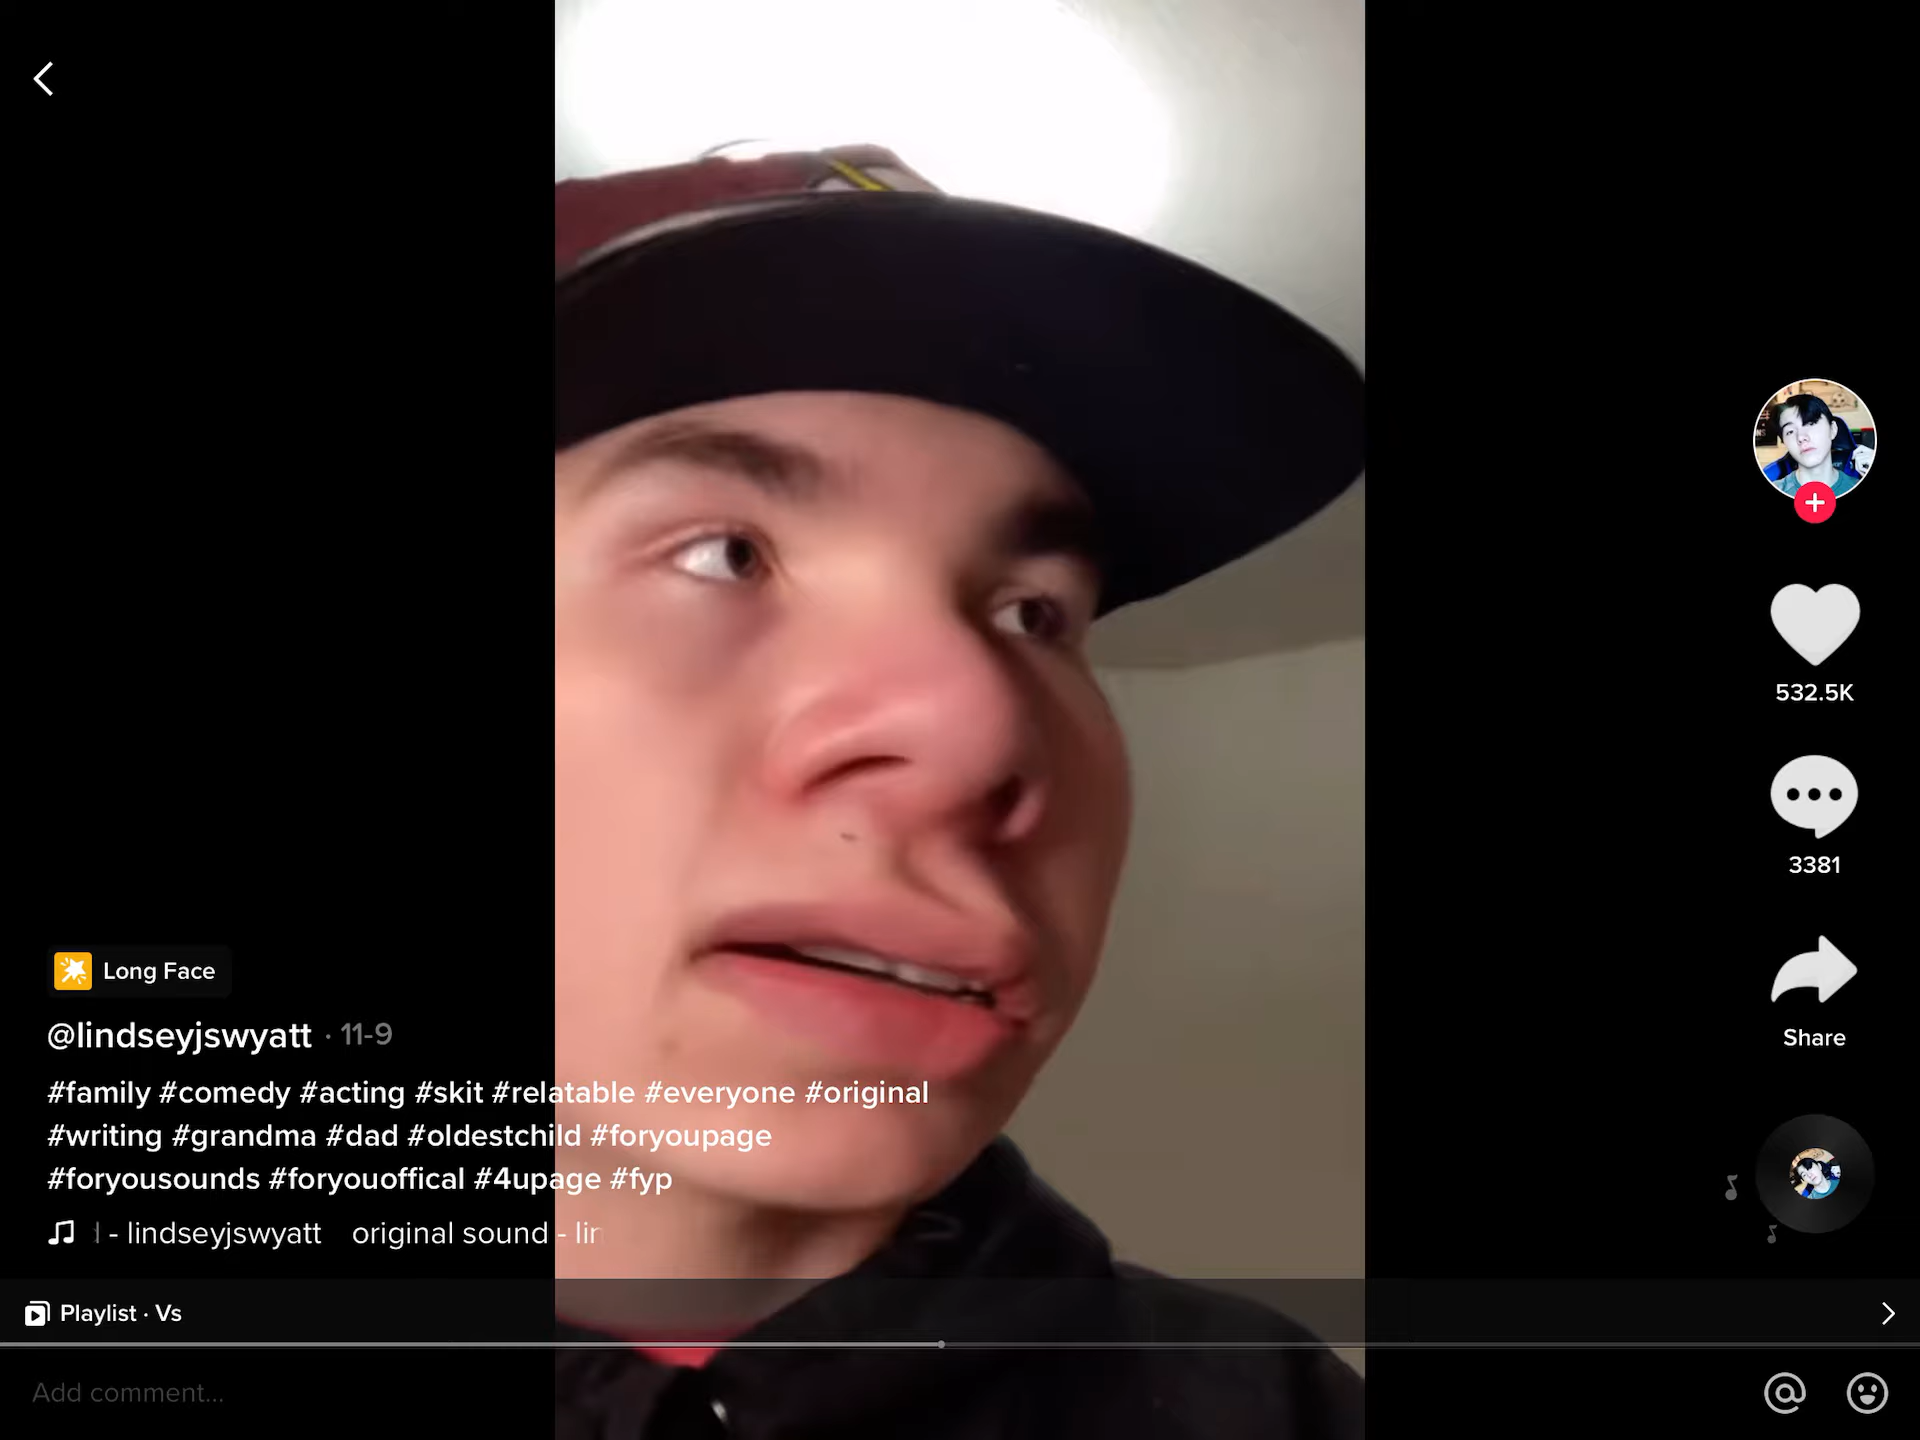 532.5K
3381
Share
Long Face
@lindseyjswyatt · 11-9
#family #comedy #acting #skit #relatable #everyone #original
#writing #grandma #dad #oldestchild #foryoupage
#foryousounds #foryouoffical #4upage #fyp
- lindseyjswyatt original sound -
Playlist · Vs
Add comment...